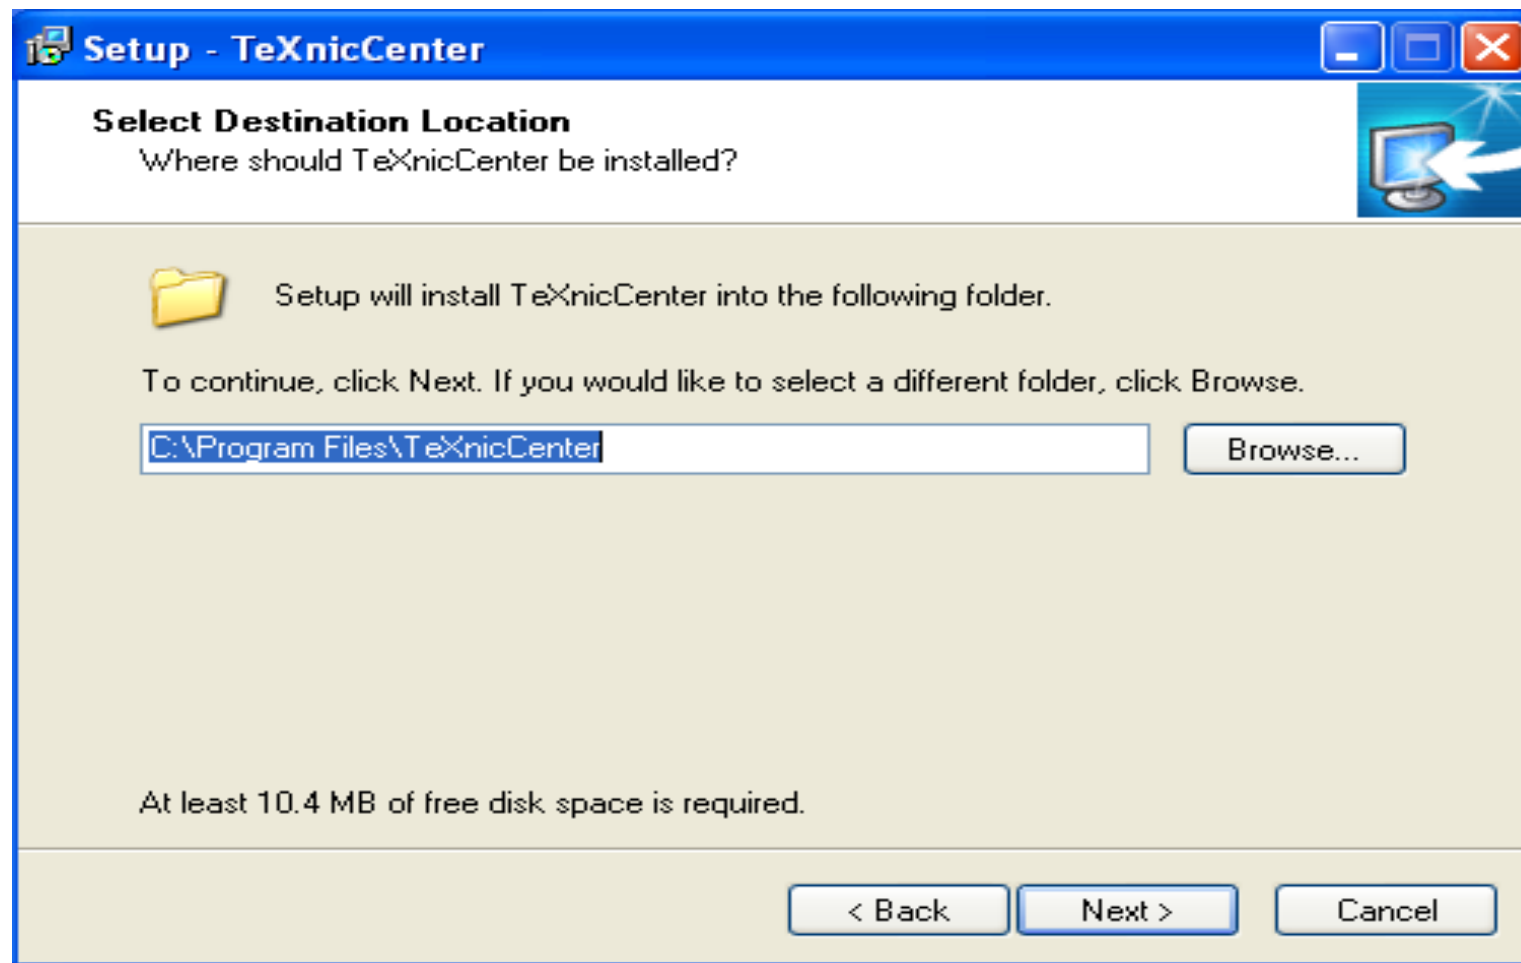 Setup - TeXnicCenter
Select Destination Location
Where should TeXnicCenter be installed?
Setup will install TeXnicCenter into the following folder.
To continue, click Next. If you would like to select a different folder, click Browse.
C:\Program Files\TeXnicCenter
Browse...
At least 10.4 MB of free disk space is required.
< Back
Next >
Cancel